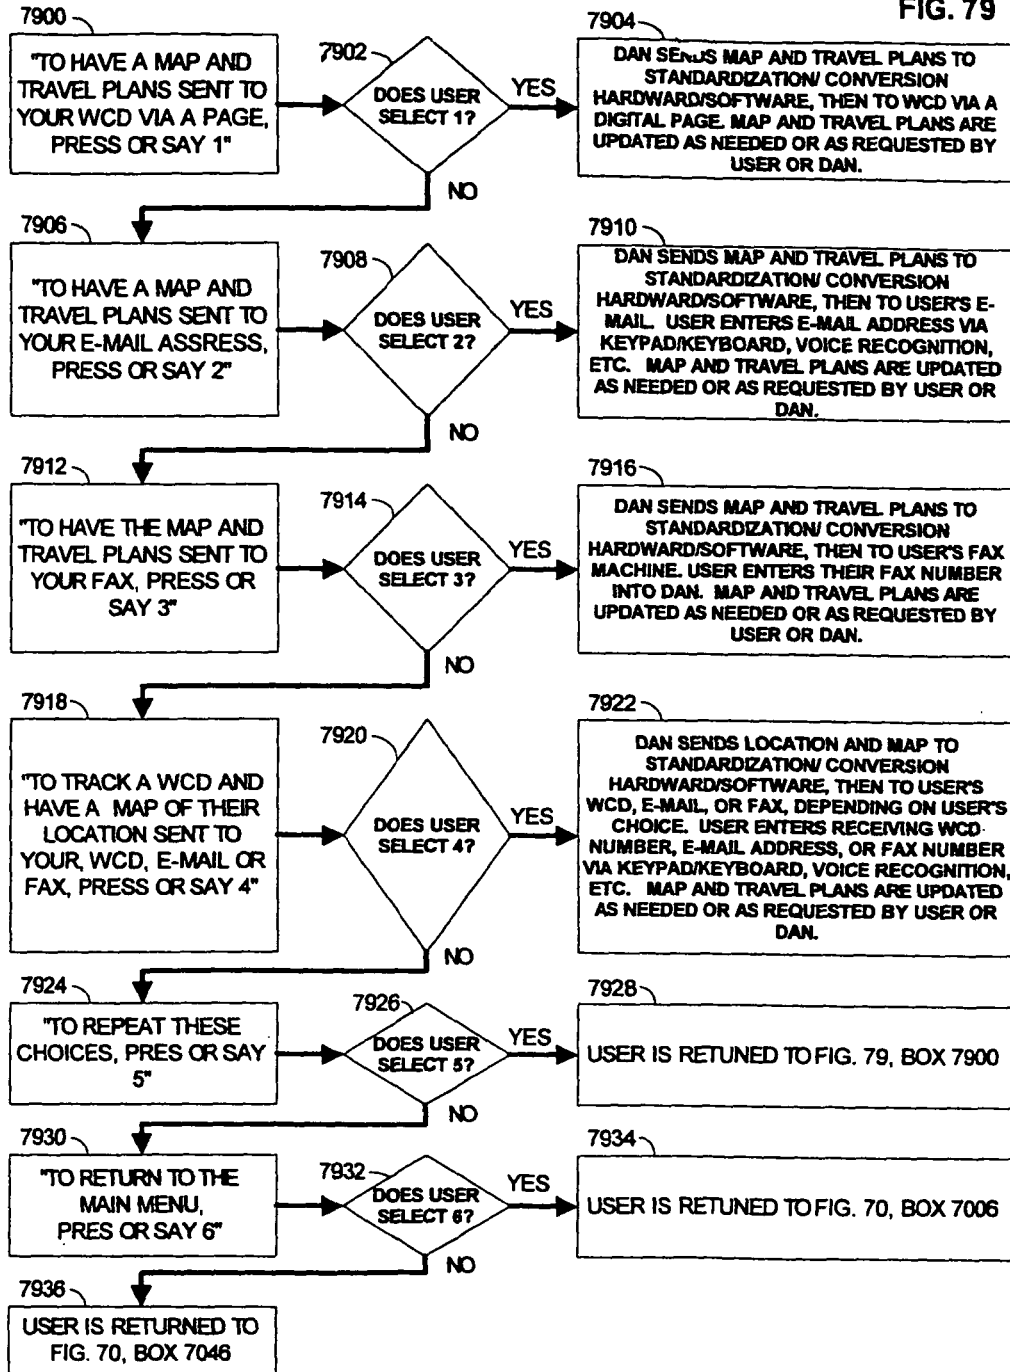 FIG. 79
7900
"TO HAVE A MAP AND
TRAVEL PLANS SENT TO
YOUR WCD VIA A PAGE,
PRESS OR SAY 1"
7902
DOES USER
SELECT 1?
YES
NO
7904
DAN SENDS MAP AND TRAVEL PLANS TO
STANDARDIZATION/ CONVERSION
HARDWARE/SOFTWARE, THEN TO WCD VIA A
DIGITAL PAGE. MAP AND TRAVEL PLANS ARE
UPDATED AS NEEDED OR AS REQUESTED BY
USER OR DAN.
7906
"TO HAVE A MAP AND
TRAVEL PLANS SENT TO
YOUR E-MAIL ASSRESS,
PRESS OR SAY 2"
7908
DOES USER
SELECT 2?
YES
NO
7910
DAN SENDS MAP AND TRAVEL PLANS TO
STANDARDIZATION/ CONVERSION
HARDWARE/SOFTWARE, THEN TO USER'S E-
MAIL. USER ENTERS E-MAIL ADDRESS VIA
KEYPAD/KEYBOARD, VOICE RECOGNITION,
ETC. MAP AND TRAVEL PLANS ARE UPDATED
AS NEEDED OR AS REQUESTED BY USER OR
DAN.
7912
"TO HAVE THE MAP AND
TRAVEL PLANS SENT TO
YOUR FAX, PRESS OR
SAY 3"
7914
DOES USER
SELECT 3?
YES
NO
7916
DAN SENDS MAP AND TRAVEL PLANS TO
STANDARDIZATION/ CONVERSION
HARDWARE/SOFTWARE, THEN TO USER'S FAX
MACHINE. USER ENTERS THEIR FAX NUMBER
INTO DAN. MAP AND TRAVEL PLANS ARE
UPDATED AS NEEDED OR AS REQUESTED BY
USER OR DAN.
7918
"TO TRACK A WCD AND
HAVE A MAP OF THEIR
LOCATION SENT TO
YOUR, WCD, E-MAIL OR
FAX, PRESS OR SAY 4"
7920
DOES USER
SELECT 4?
YES
NO
7922
DAN SENDS LOCATION AND MAP TO
STANDARDIZATION/ CONVERSION
HARDWARE/SOFTWARE, THEN TO USER'S
WCD, E-MAIL, OR FAX, DEPENDING ON USER'S
CHOICE. USER ENTERS RECEIVING WCD
NUMBER, E-MAIL ADDRESS, OR FAX NUMBER
VIA KEYPAD/KEYBOARD, VOICE RECOGNITION,
ETC. MAP AND TRAVEL PLANS ARE UPDATED
AS NEEDED OR AS REQUESTED BY USER OR
DAN.
7924
"TO REPEAT THESE
CHOICES, PRES OR SAY
5"
7926
DOES USER
SELECT 5?
YES
NO
7928
USER IS RETUNED TO FIG. 79, BOX 7900
7930
"TO RETURN TO THE
MAIN MENU,
PRES OR SAY 6"
7932
DOES USER
SELECT 6?
YES
NO
7934
USER IS RETUNED TO FIG. 70, BOX 7006
7936
USER IS RETURNED TO
FIG. 70, BOX 7046